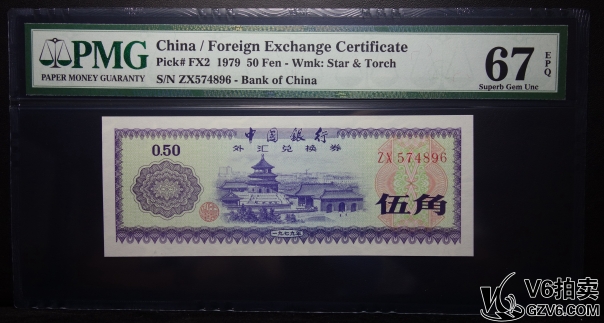 PMG
PAPER MONEY GUARANTY
China / Foreign Exchange Certificate
Pick# FX2 1979 50 Fen - Wmk: Star & Torch
S/N ZX574896 - Bank of China
67 EPQ
Superb Gem Unc
中國銀行
外汇兑换券
0.50
ZX 574896
伍角
一九七九年
V6拍卖
GZV6.COM